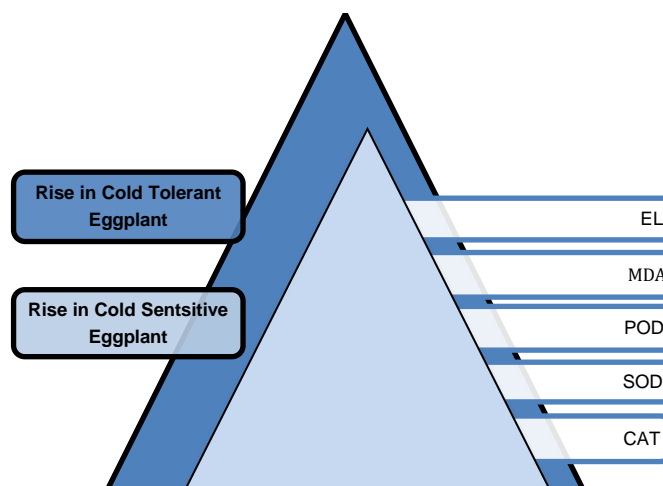 Rise in Cold Tolerant
Eggplant
Rise in Cold Sentsitive
Eggplant
EL
MDA
POD
SOD
CAT